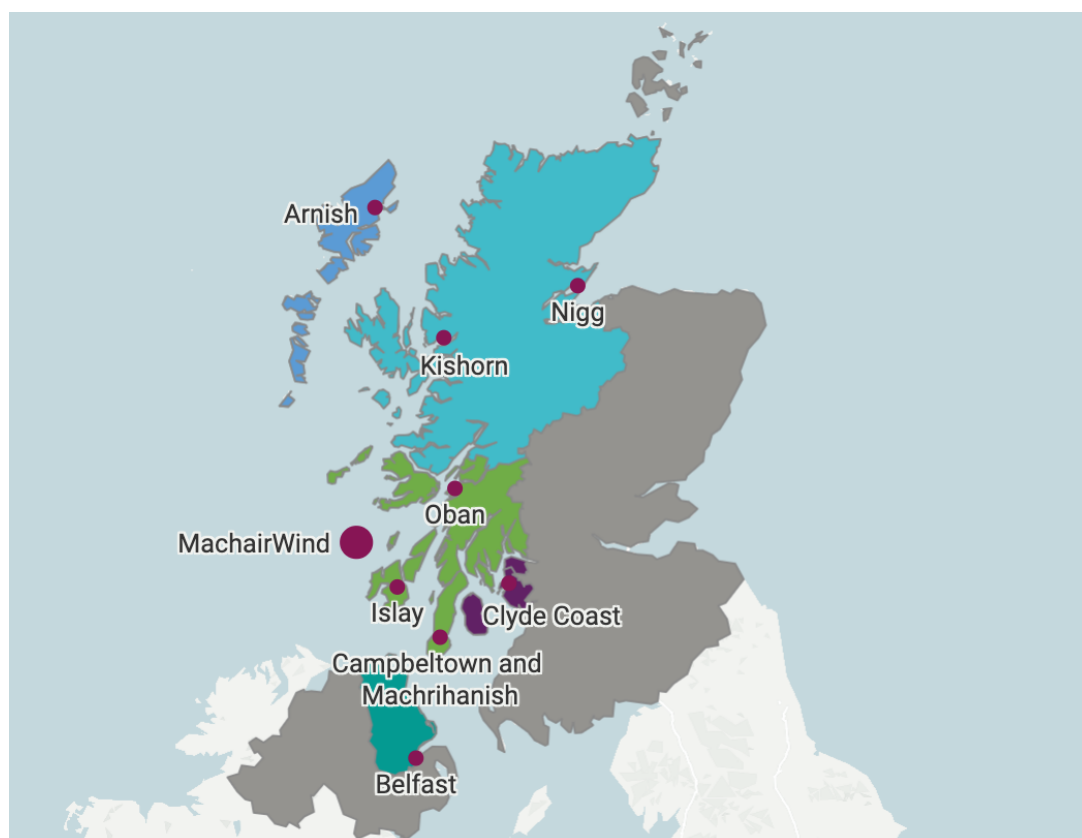 Arnish
Nigg
Kishorn
Oban
MachairWind
Islay
Clyde Coast
Campbeltown and
Machrihanish
Belfast